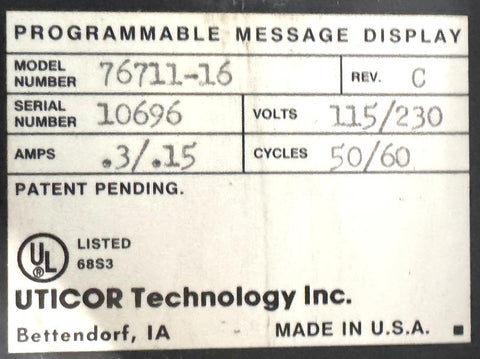 PROGRAMMABLE MESSAGE DISPLAY
MODEL NUMBER 76711-16 REV. C
SERIAL NUMBER 10696 VOLTS 115/230
AMPS .3/.15 CYCLES 50/60
PATENT PENDING.
UL ® LISTED
68S3
UTICOR Technology Inc.
Bettendorf, IA MADE IN U.S.A.